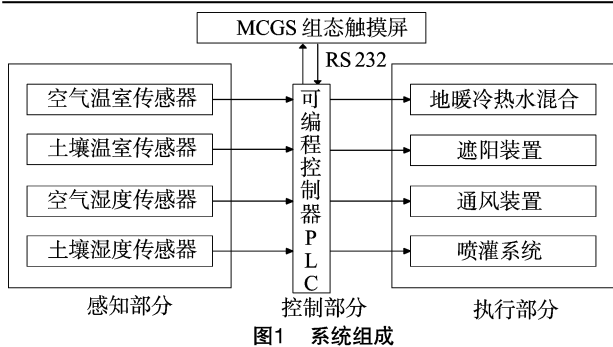 MCGS 组态触摸屏
RS 232
空气温室传感器
土壤温室传感器
空气湿度传感器
土壤湿度传感器
感知部分
可编程控制器PLC
控制部分
地暖冷热水混合
遮阳装置
通风装置
喷灌系统
执行部分
图1 系统组成